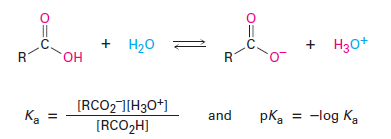 O O
R C OH + H2O ⇌ R C O⁻ + H3O⁺
Ka = [RCO2⁻][H3O⁺] / [RCO2H] and pKa = −log Ka